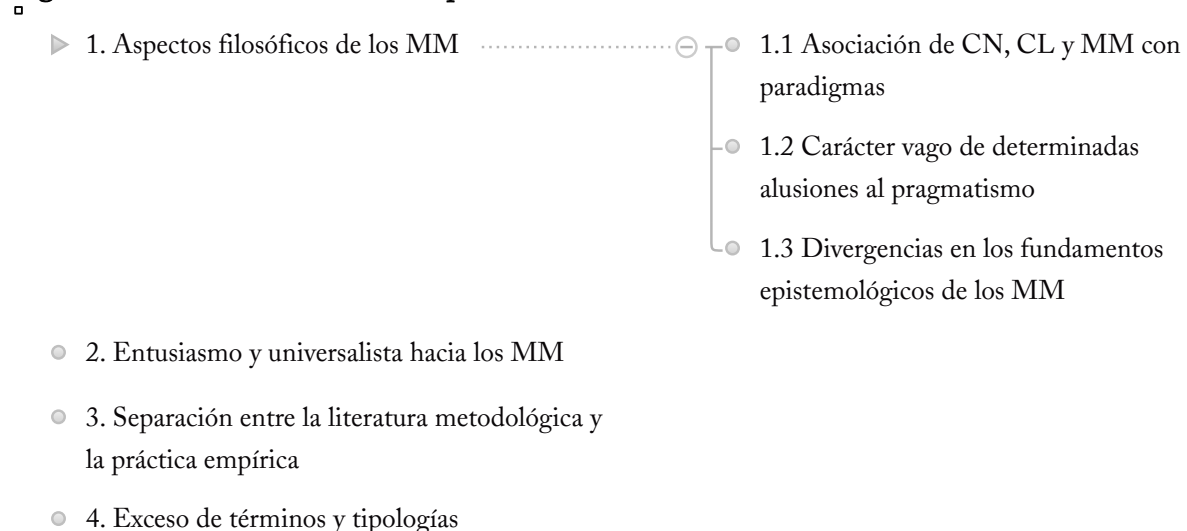 1. Aspectos filosóficos de los MM
1.1 Asociación de CN, CL y MM con
paradigmas
1.2 Carácter vago de determinadas
alusiones al pragmatismo
1.3 Divergencias en los fundamentos
epistemológicos de los MM
2. Entusiasmo y universalista hacia los MM
3. Separación entre la literatura metodológica y
la práctica empírica
4. Exceso de términos y tipologías